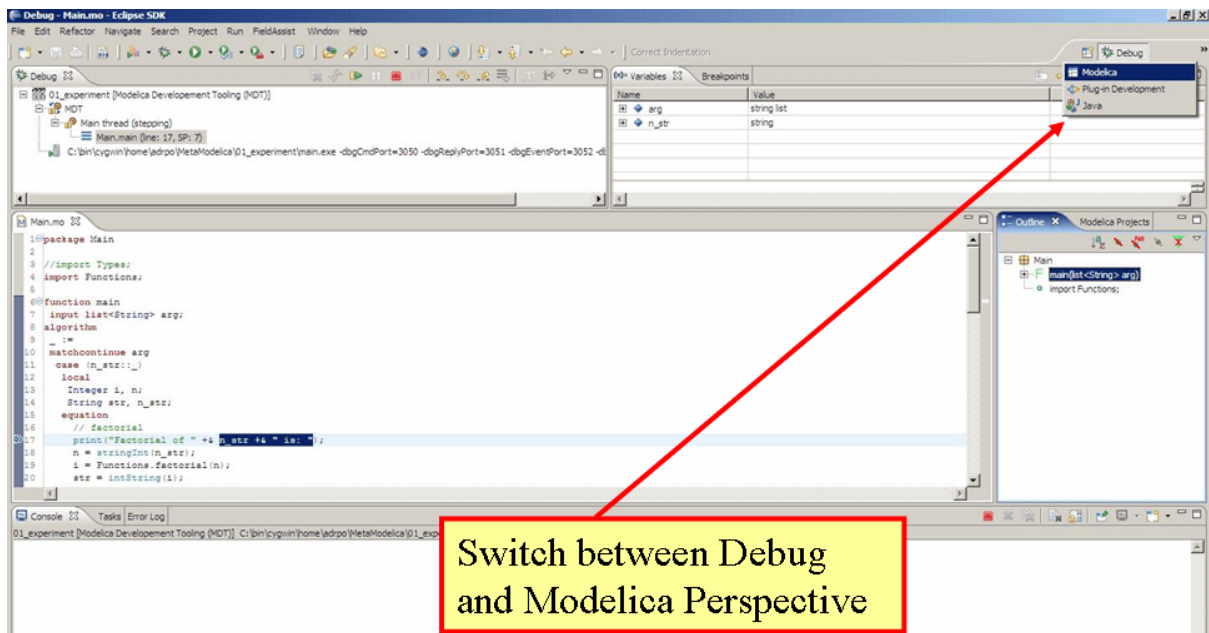 Debug - Main.mo - Eclipse SDK
File Edit Refactor Navigate Search Project Run FieldAssist Window Help
Correct Indentation
Debug
»
Modelica
Plug-in Development
Java
Debug
01_experiment [Modelica Developement Tooling (MDT)]
MDT
Main thread (stepping)
Main.main (line: 17, SP: 7)
C:\bin\cygwin\home\adrpo\MetaModelica\01_experiment\main.exe -dbgCmdPort=3050 -dbgReplyPort=3051 -dbgEventPort=3052 -d
(x)= Variables Breakpoints
Name Value
arg string list
n_str string
Main.mo
1 package Main
2
3 //import Types;
4 import Functions;
5
6 function main
7 input list<String> arg;
8 algorithm
9 _ :=
10 matchcontinue arg
11 case (n_str::_)
12 local
13 Integer i, n;
14 String str, n_str;
15 equation
16 // factorial
17 print("Factorial of " +& n_str +& " is: ");
18 n = stringInt(n_str);
19 i = Functions.factorial(n);
20 str = intString(i);
Outline Modelica Projects
Main
main(list<String> arg)
import Functions;
Console Tasks Error Log
01_experiment [Modelica Developement Tooling (MDT)] C:\bin\cygwin\home\adrpo\MetaModelica\01_exp
Switch between Debug
and Modelica Perspective